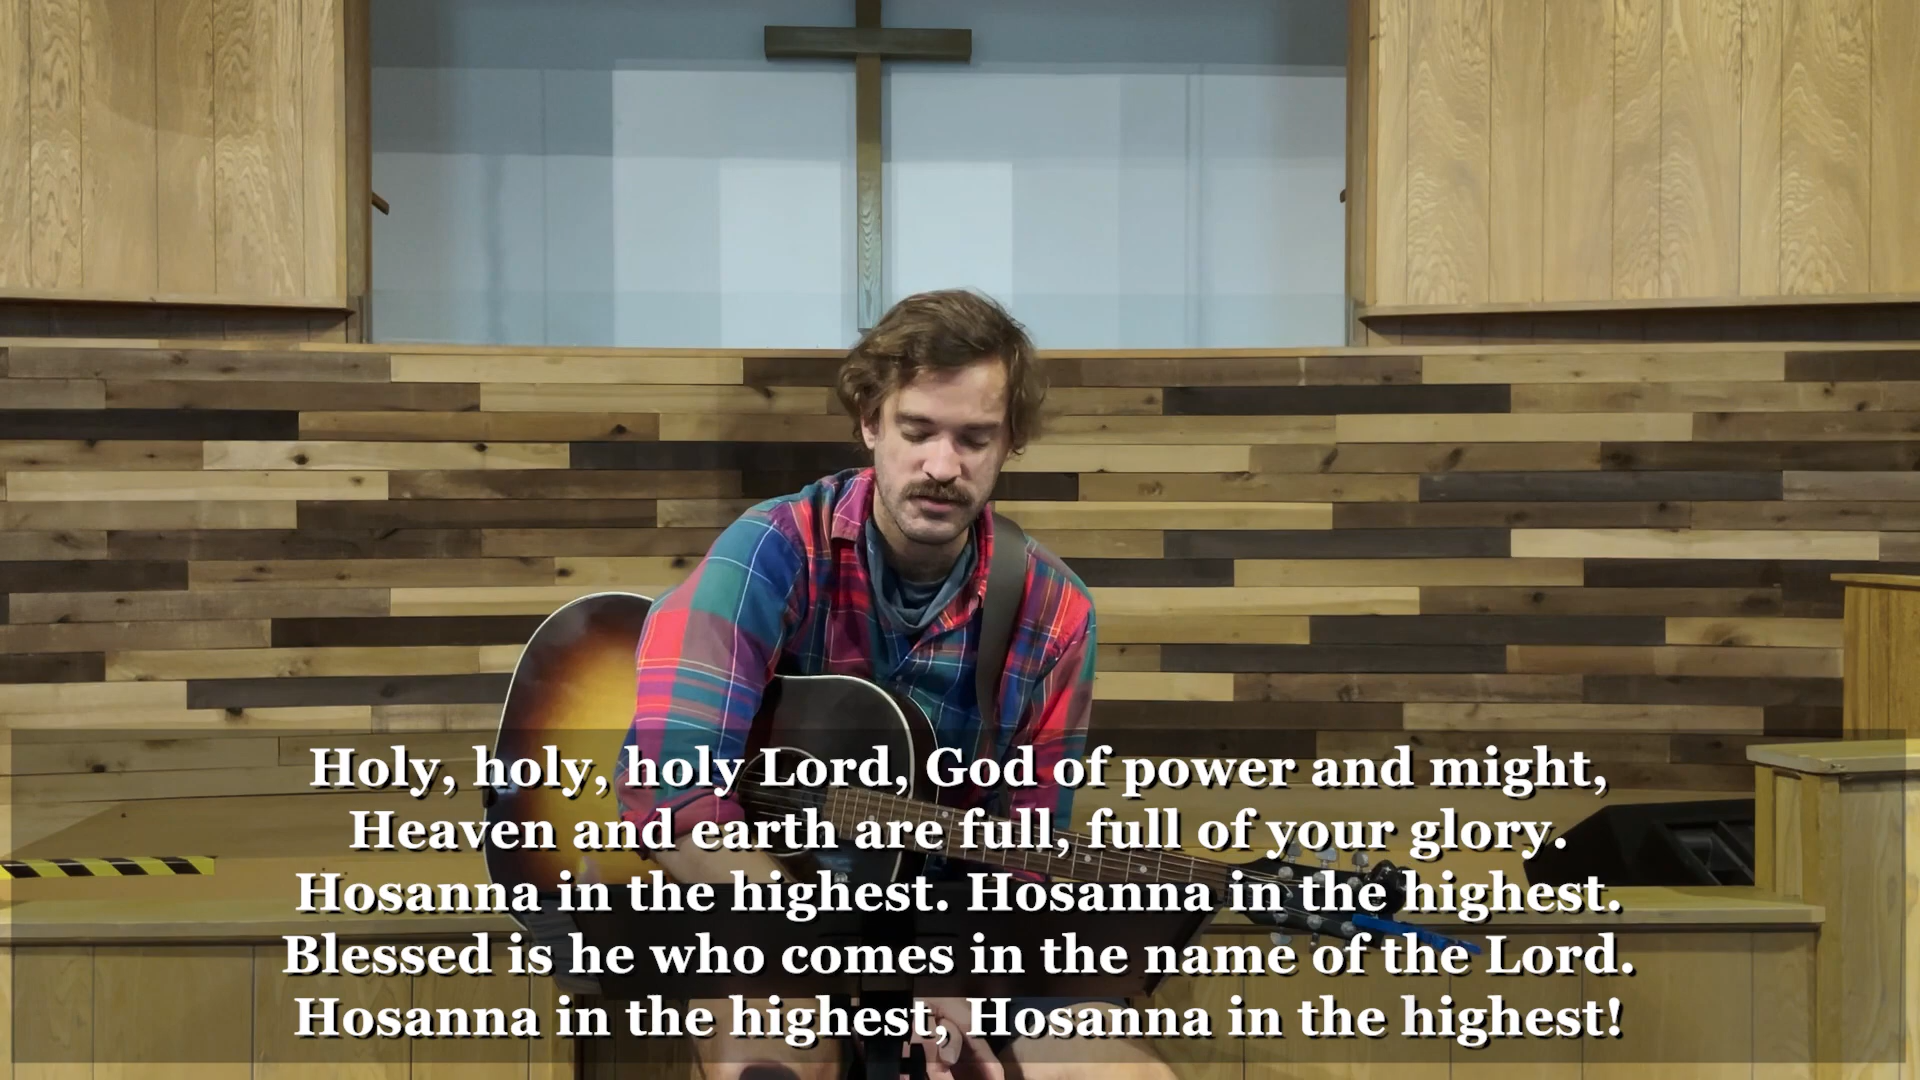 Holy, holy, holy Lord, God of power and might,
Heaven and earth are full, full of your glory.
Hosanna in the highest. Hosanna in the highest.
Blessed is he who comes in the name of the Lord.
Hosanna in the highest, Hosanna in the highest!